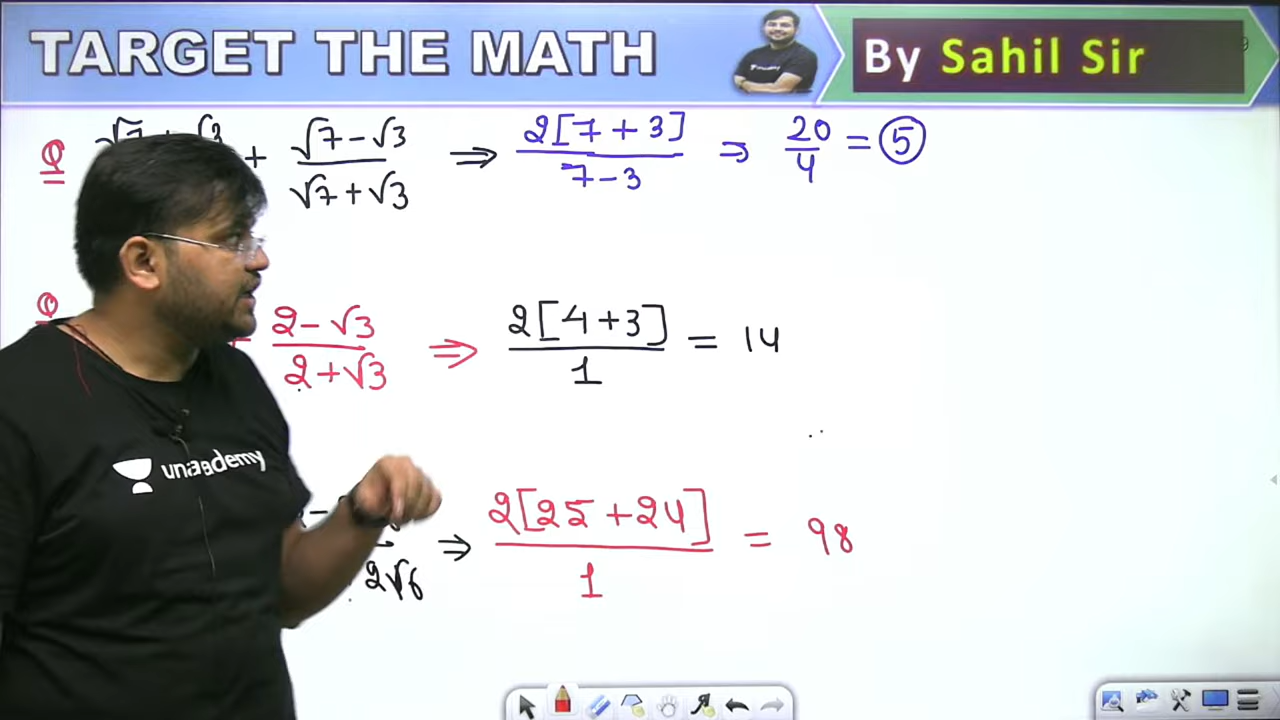 TARGET THE MATH
By Sahil Sir
unacademy
Q + (√7 - √3)/(√7 + √3) ⇒ 2[7 + 3]/(7 - 3) ⇒ 20/4 = 5
Q (2 - √3)/(2 + √3) ⇒ 2[4 + 3]/1 = 14
2√6 ⇒ 2[25 + 24]/1 = 98
unacademy